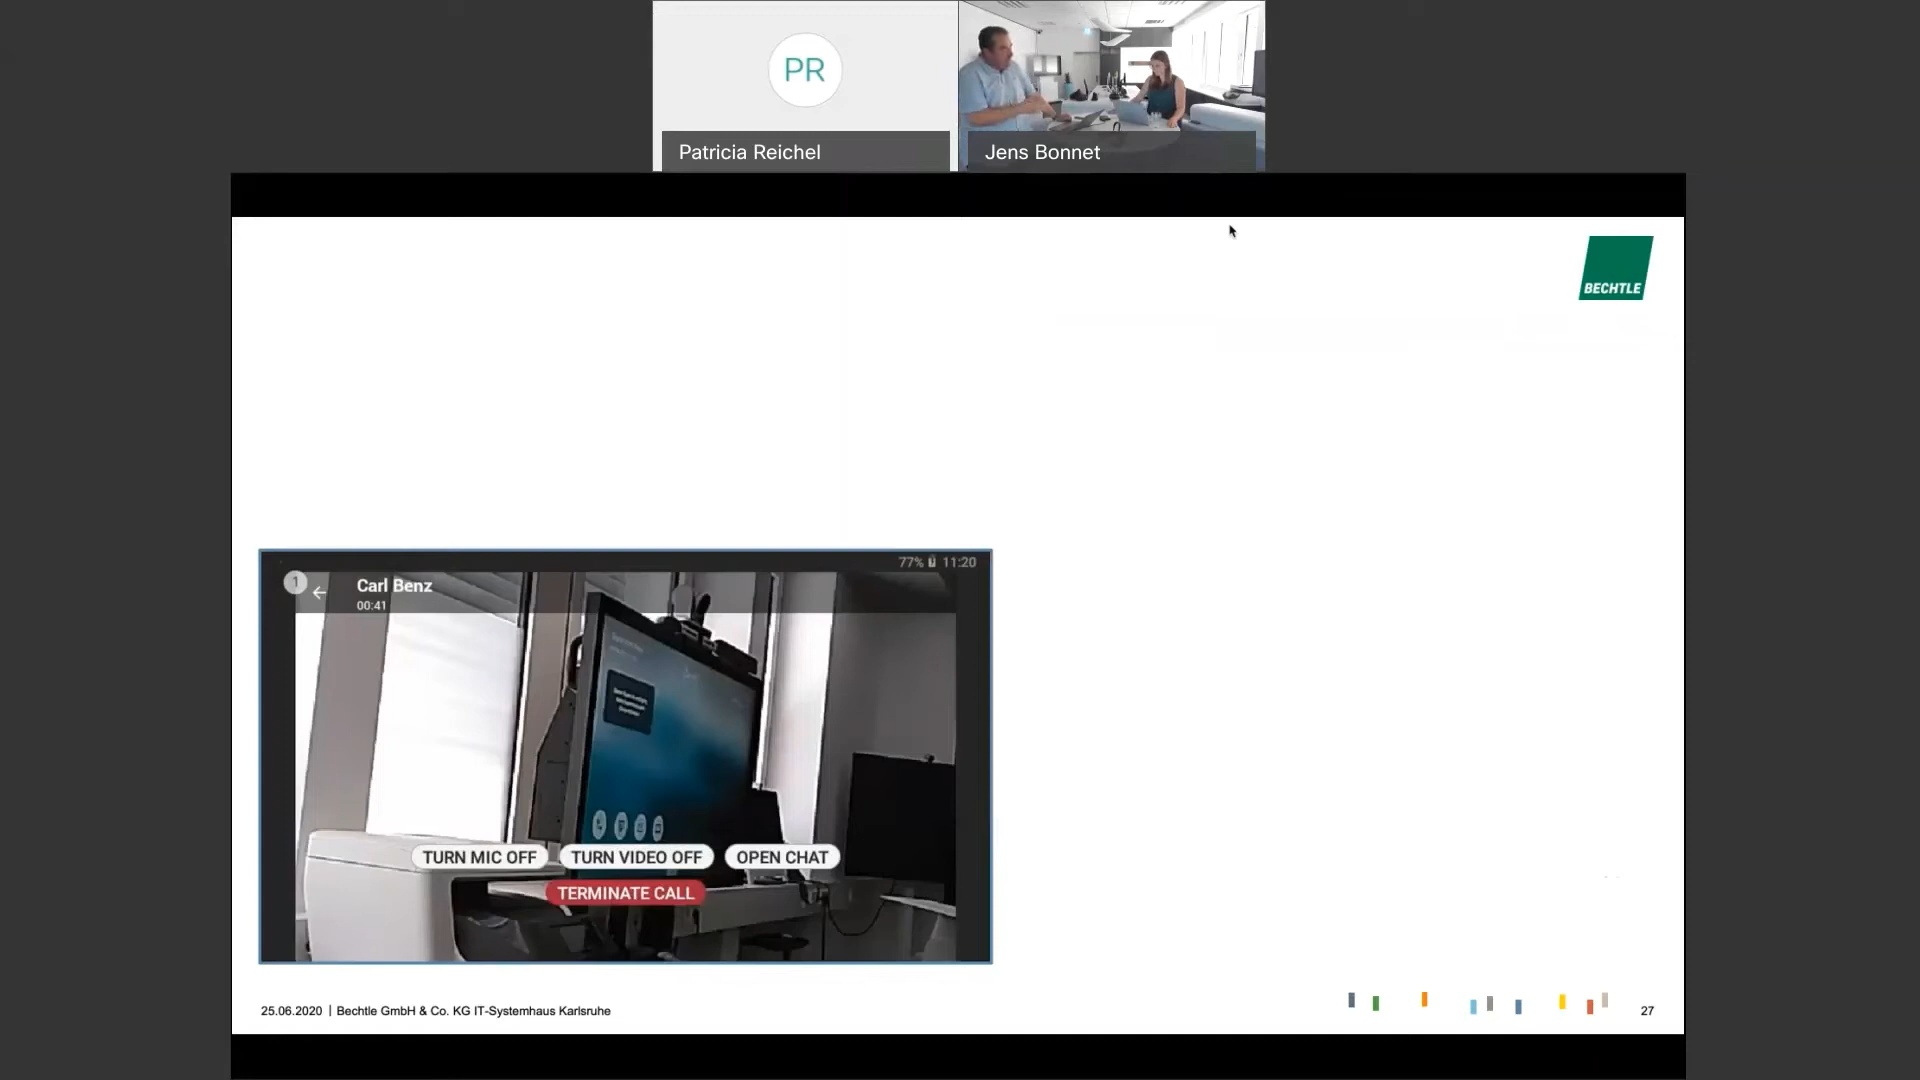 PR
Patricia Reichel
Jens Bonnet
BECHTLE
77% 11:20
1
Carl Benz
00:41
TURN MIC OFF
TURN VIDEO OFF
OPEN CHAT
TERMINATE CALL
25.06.2020 | Bechtle GmbH & Co. KG IT-Systemhaus Karlsruhe
27